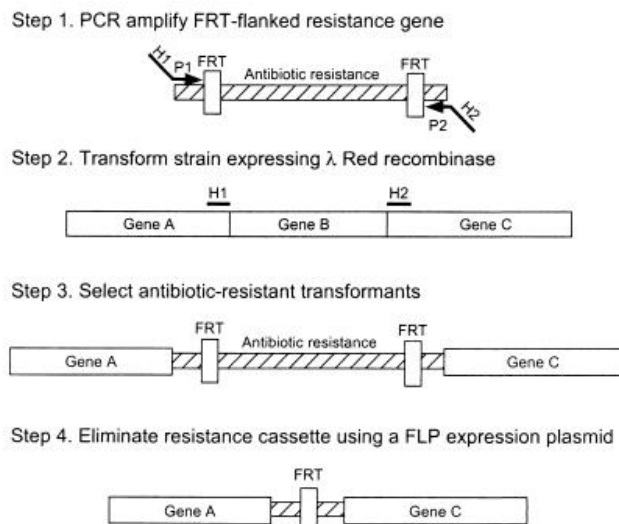 Step 1. PCR amplify FRT-flanked resistance gene
H1 P1 FRT Antibiotic resistance FRT
P2 H2
Step 2. Transform strain expressing λ Red recombinase
H1 H2
Gene A Gene B Gene C
Step 3. Select antibiotic-resistant transformants
FRT Antibiotic resistance FRT
Gene A Gene C
Step 4. Eliminate resistance cassette using a FLP expression plasmid
FRT
Gene A Gene C